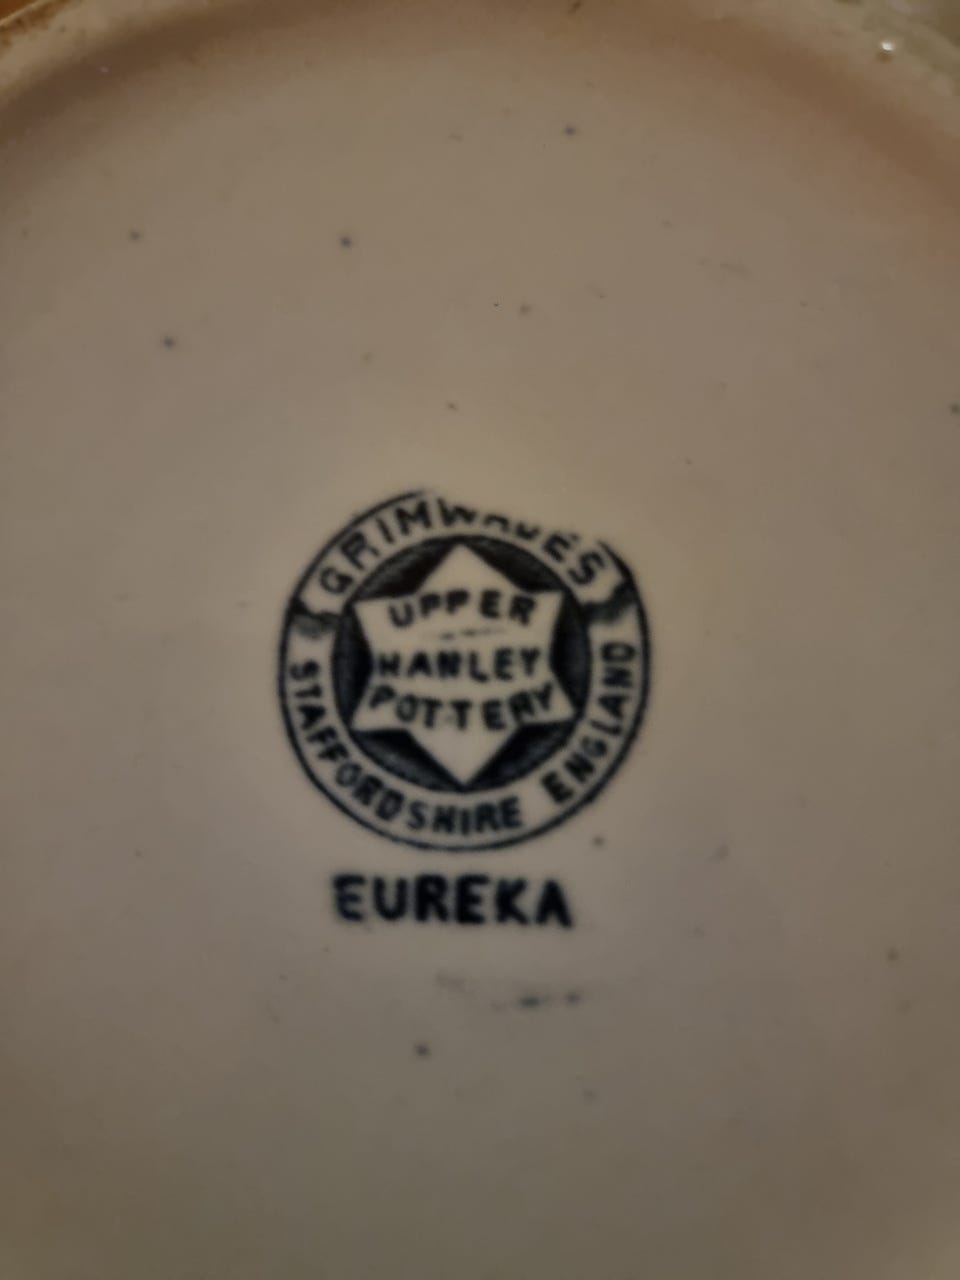 GRIMWADES
UPPER
HANLEY
POTTERY
STAFFORDSHIRE ENGLAND
EUREKA